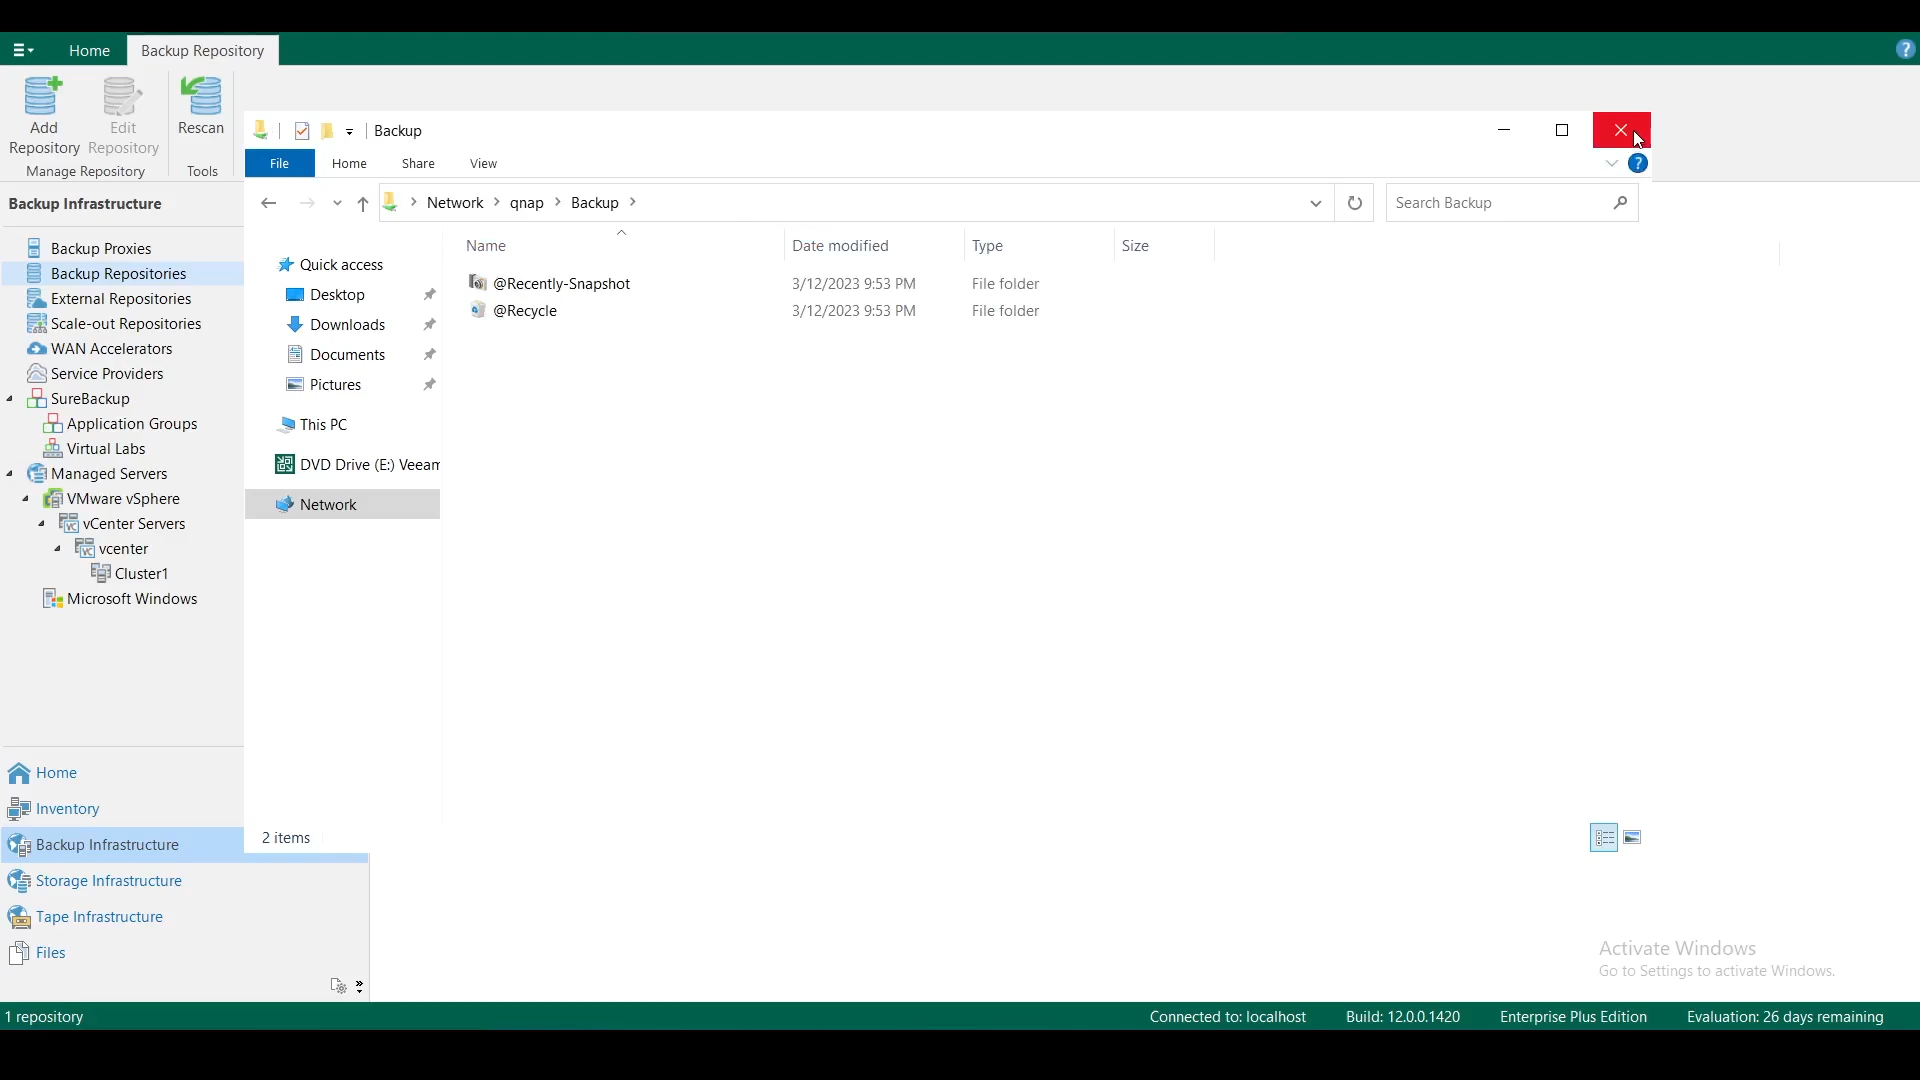 Home
Backup Repository
Add Repository
Edit Repository
Rescan
Manage Repository
Tools
Backup
File
Home
Share
View
Network
qnap
Backup
Search Backup
Backup Infrastructure
Backup Proxies
Backup Repositories
External Repositories
Scale-out Repositories
WAN Accelerators
Service Providers
SureBackup
Application Groups
Virtual Labs
Managed Servers
VMware vSphere
vCenter Servers
vcenter
Cluster1
Microsoft Windows
Quick access
Desktop
Downloads
Documents
Pictures
This PC
DVD Drive (E:) Veeam
Network
Name Date modified Type Size
@Recently-Snapshot 3/12/2023 9:53 PM File folder
@Recycle 3/12/2023 9:53 PM File folder
2 items
Home
Inventory
Backup Infrastructure
Storage Infrastructure
Tape Infrastructure
Files
Activate Windows
Go to Settings to activate Windows.
1 repository
Connected to: localhost
Build: 12.0.0.1420
Enterprise Plus Edition
Evaluation: 26 days remaining